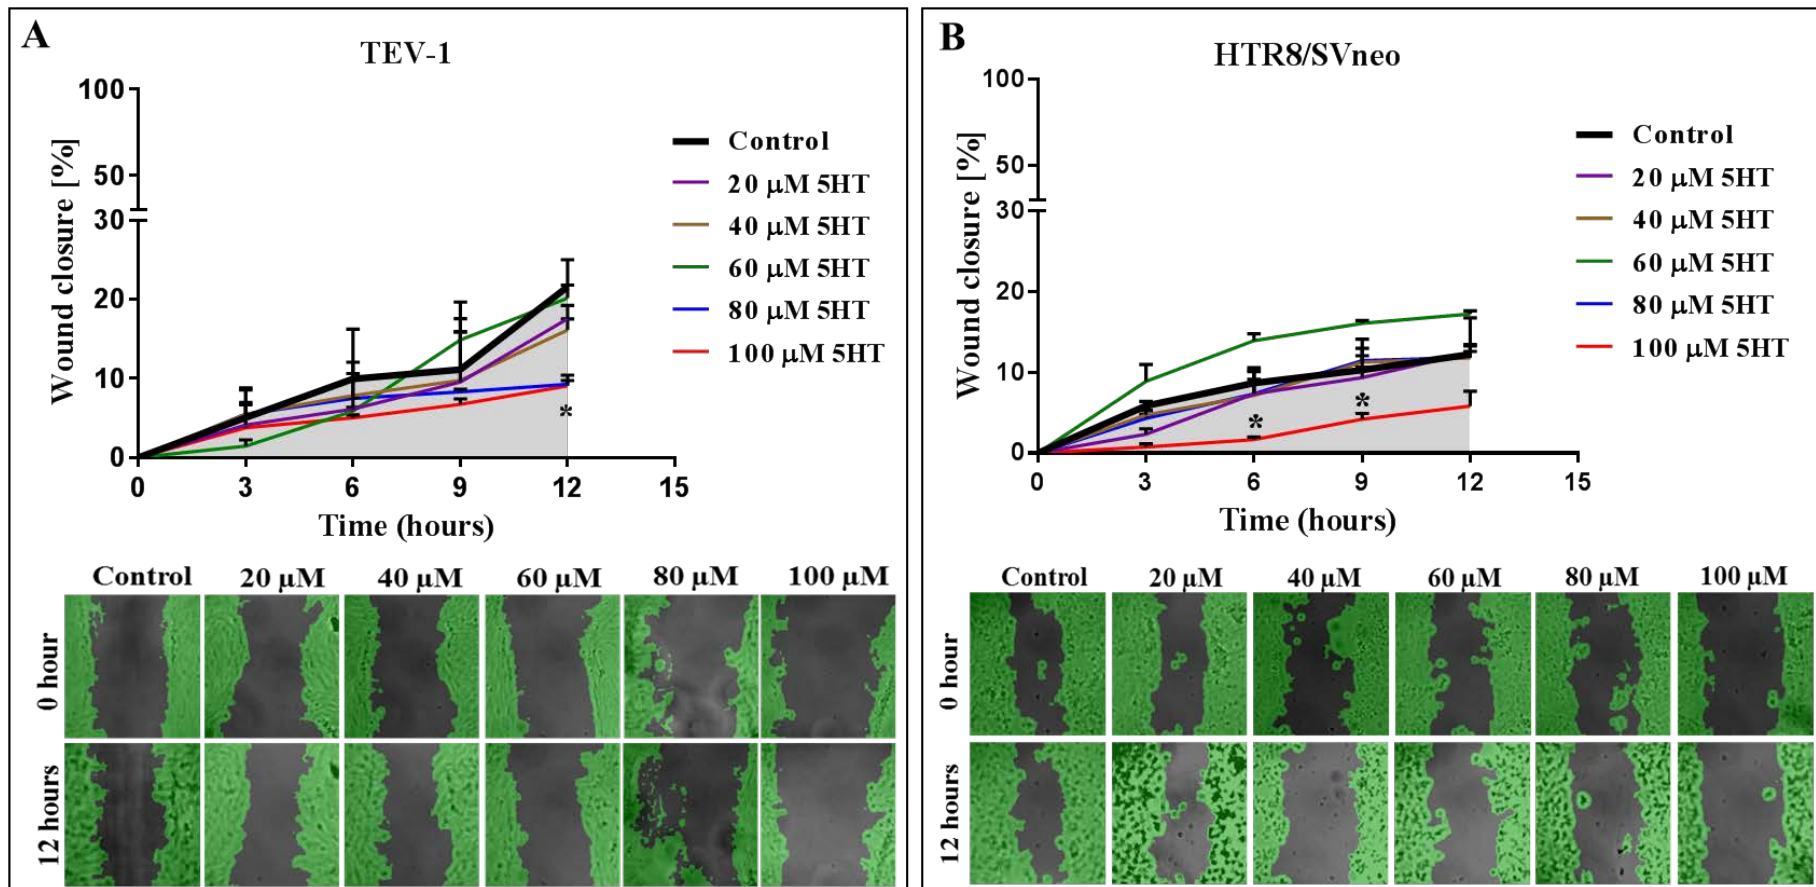 A
TEV-1
100
50
30
20
10
0
Wound closure [%]
0 3 6 9 12 15
Time (hours)
*
Control
20 μM 5HT
40 μM 5HT
60 μM 5HT
80 μM 5HT
100 μM 5HT
Control 20 μM 40 μM 60 μM 80 μM 100 μM
0 hour
12 hours
B
HTR8/SVneo
100
50
30
20
10
0
Wound closure [%]
0 3 6 9 12 15
Time (hours)
* *
Control
20 μM 5HT
40 μM 5HT
60 μM 5HT
80 μM 5HT
100 μM 5HT
Control 20 μM 40 μM 60 μM 80 μM 100 μM
0 hour
12 hours